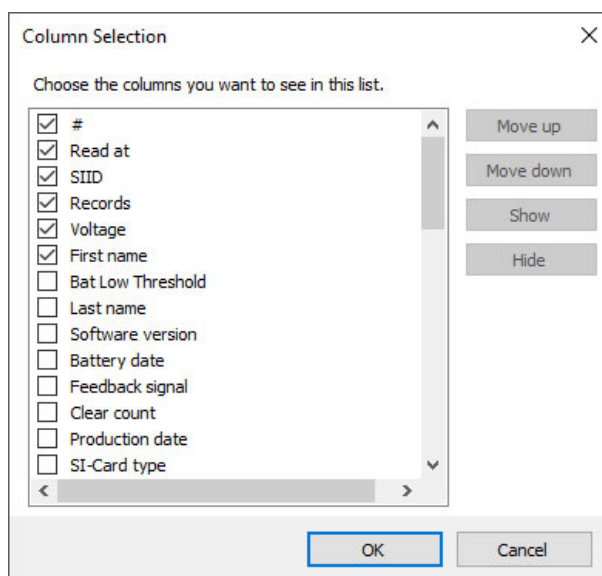 Column Selection
Choose the columns you want to see in this list.
#
Read at
SIID
Records
Voltage
First name
Bat Low Threshold
Last name
Software version
Battery date
Feedback signal
Clear count
Production date
SI-Card type
Move up
Move down
Show
Hide
OK
Cancel